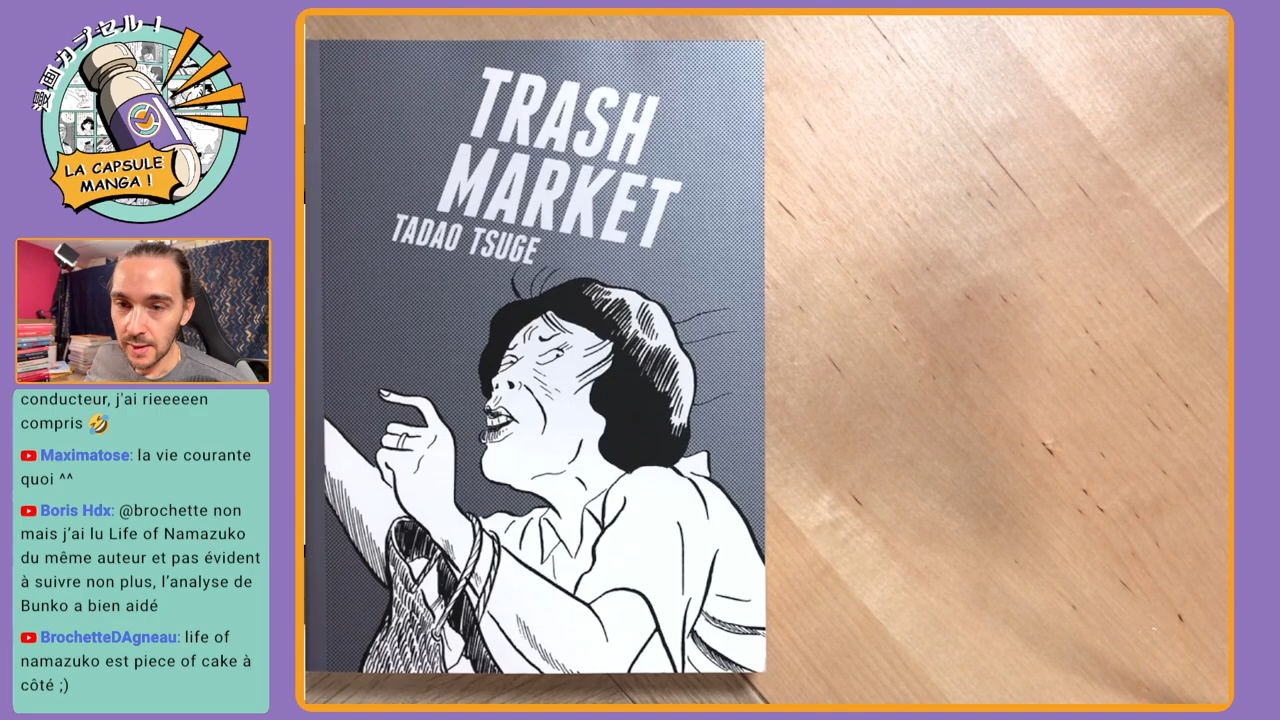 漫画カプセル！
LA CAPSULE
MANGA !
TRASH
MARKET
TADAO TSUGE
conducteur, j'ai rieeeeen
compris 🤣
Maximatose: la vie courante
quoi ^^
Boris Hdx: @brochette non
mais j’ai lu Life of Namazuko
du même auteur et pas évident
à suivre non plus, l’analyse de
Bunko a bien aidé
BrochetteDAgneau: life of
namazuko est piece of cake à
côté ;)